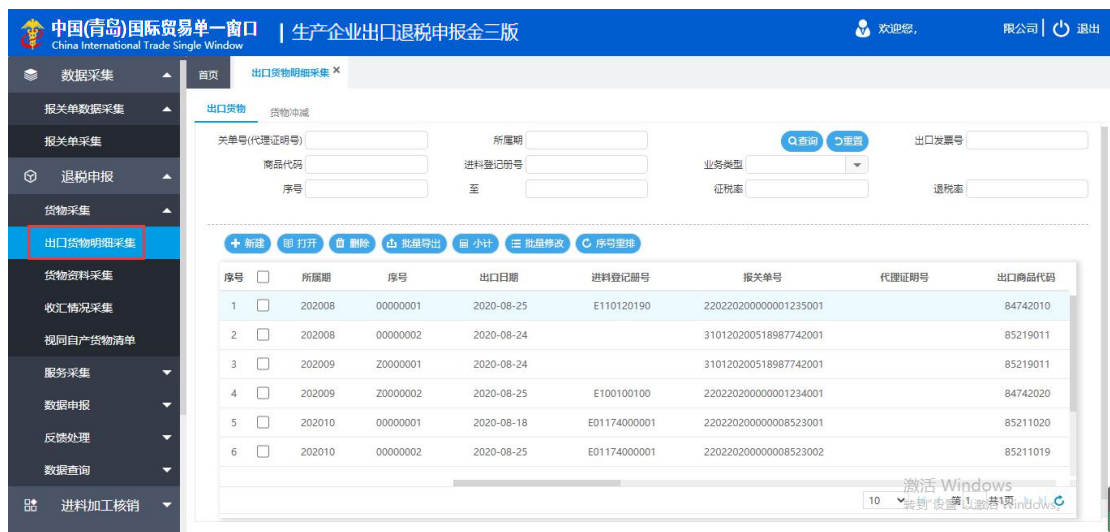 中国(青岛)国际贸易单一窗口 | 生产企业出口退税申报金三版 欢迎您, 限公司 | 退出
China International Trade Single Window
数据采集
报关单数据采集
报关单采集
退税申报
货物采集
出口货物明细采集
货物资料采集
收汇情况采集
视同自产货物清单
服务采集
数据申报
反馈处理
数据查询
进料加工核销
首页 出口货物明细采集 ×
出口货物 货物冲减
关单号(代理证明号) 所属期 查询 重置 出口发票号
商品代码 进料登记册号 业务类型
序号 至 征税率 退税率
新建 打开 删除 批量导出 小计 批量修改 序号重排
序号 所属期 序号 出口日期 进料登记册号 报关单号 代理证明号 出口商品代码
1 202008 00000001 2020-08-25 E110120190 220220200000001235001 84742010
2 202008 00000002 2020-08-24 310120200518987742001 85219011
3 202009 Z0000001 2020-08-24 310120200518987742001 85219011
4 202009 Z0000002 2020-08-25 E100100100 220220200000001234001 84742020
5 202010 00000001 2020-08-18 E01174000001 220220200000008523001 85211020
6 202010 00000002 2020-08-25 E01174000001 220220200000008523002 85211019
激活 Windows
10 第 1 共1页
转到"设置"以激活 Windows。